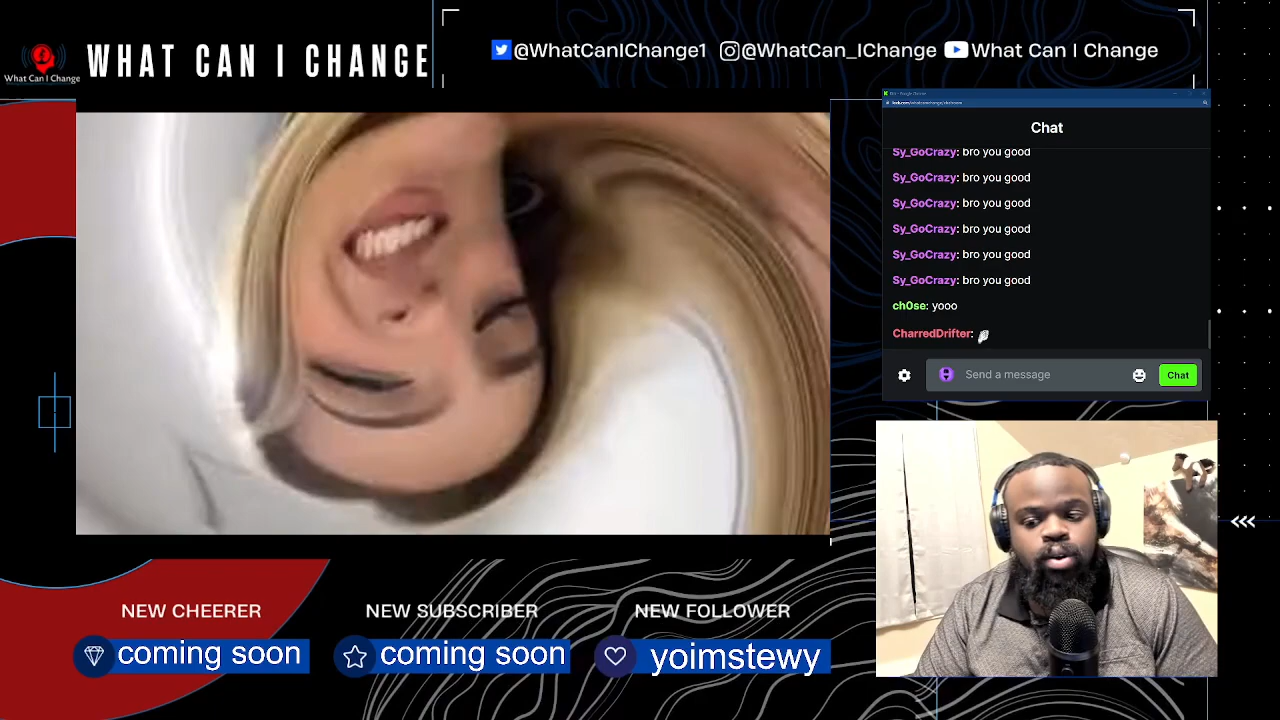 What Can I Change
WHAT CAN I CHANGE
@WhatCanIChange1
@WhatCan_IChange
What Can I Change
Chat
Sy_GoCrazy: bro you good
Sy_GoCrazy: bro you good
Sy_GoCrazy: bro you good
Sy_GoCrazy: bro you good
Sy_GoCrazy: bro you good
Sy_GoCrazy: bro you good
ch0se: yooo
CharredDrifter:
Send a message
Chat
NEW CHEERER
coming soon
NEW SUBSCRIBER
coming soon
NEW FOLLOWER
yoimstewy